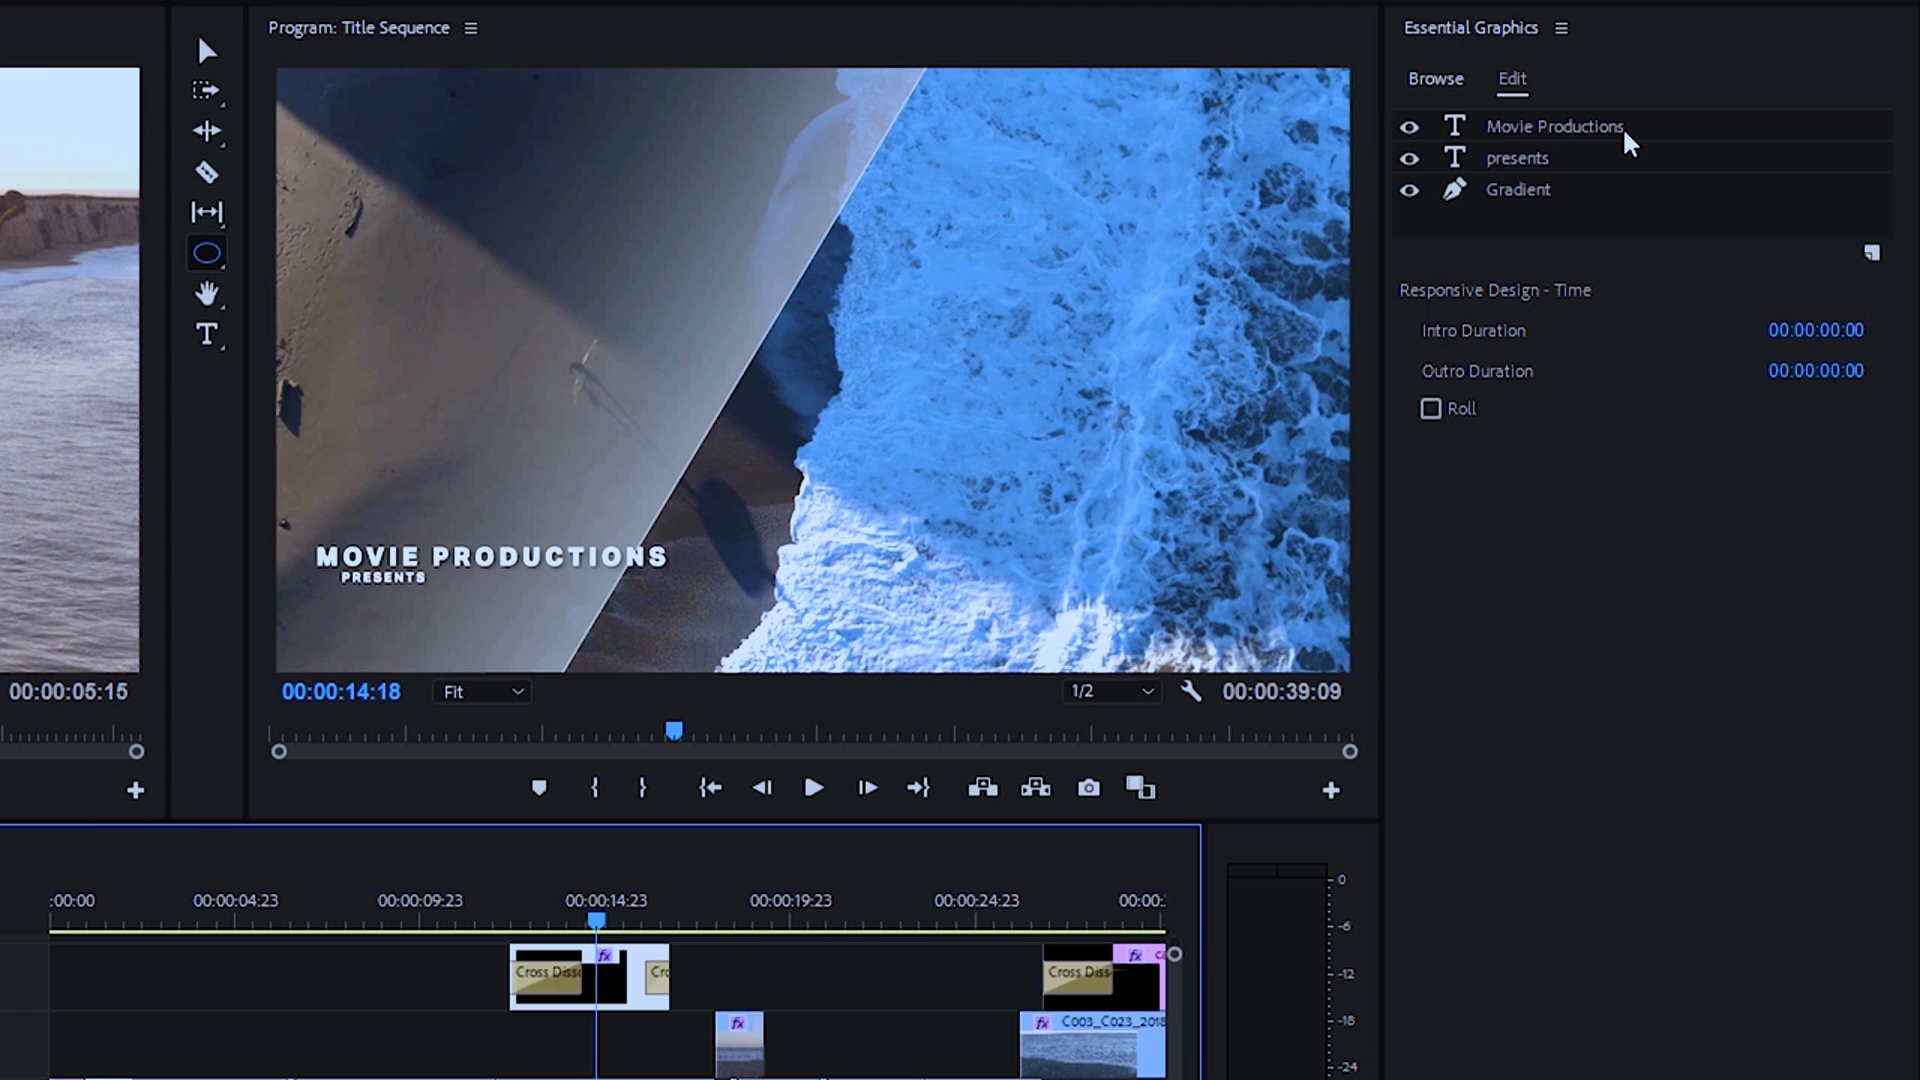 Program: Title Sequence
Essential Graphics
Browse
Edit
Movie Productions
presents
Gradient
Responsive Design - Time
Intro Duration
00:00:00:00
Outro Duration
00:00:00:00
Roll
MOVIE PRODUCTIONS
PRESENTS
00:00:05:15
00:00:14:18
Fit
1/2
00:00:39:09
:00:00
00:00:04:23
00:00:09:23
00:00:14:23
00:00:19:23
00:00:24:23
00:00:
0
-6
-12
-18
-24
fx
Cross Diss
Cro
fx
Cross Diss
fx
fx
C003_C023_2018